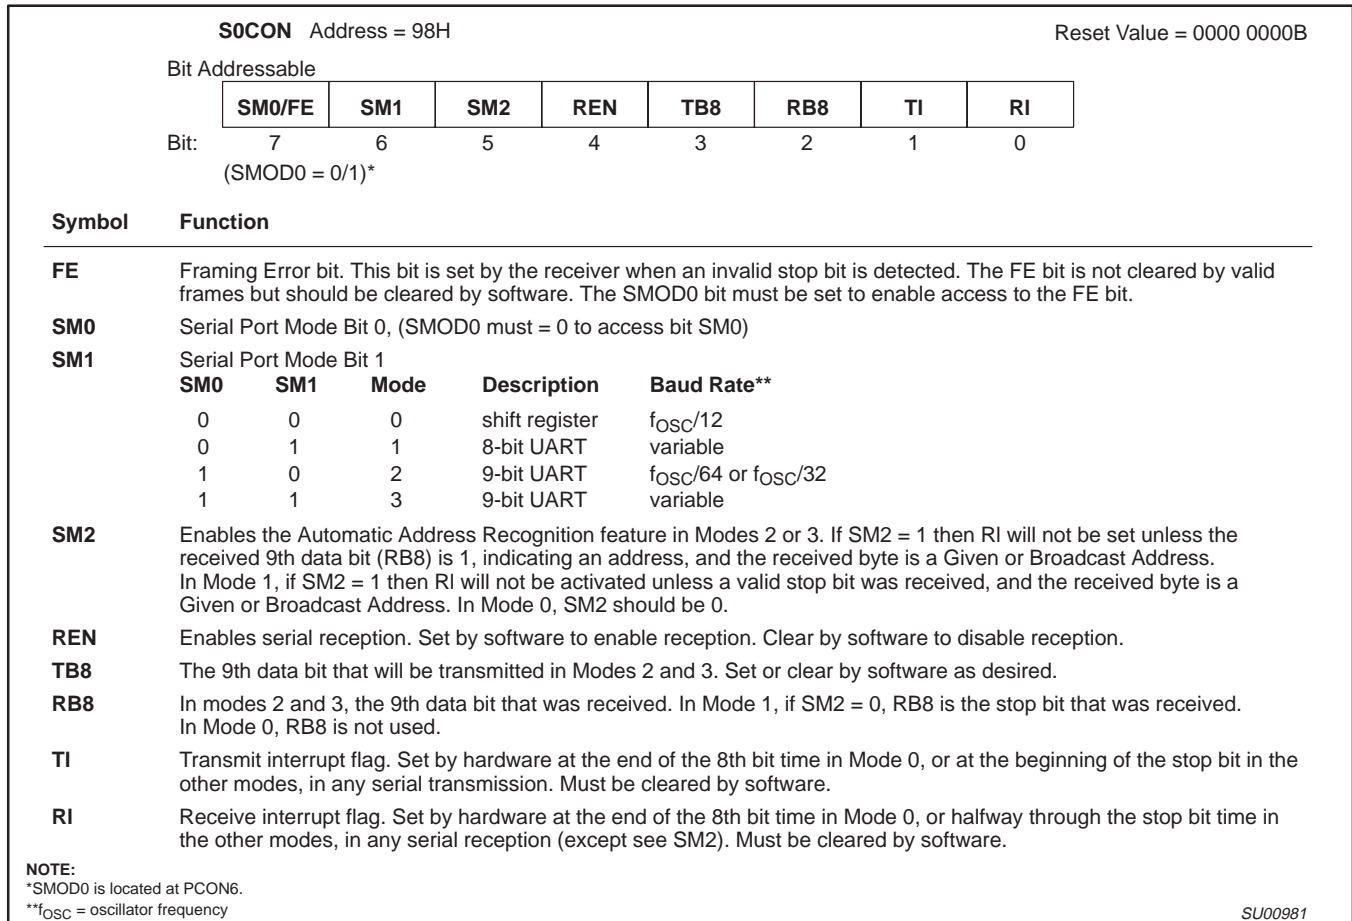 S0CON Address = 98H Reset Value = 0000 0000B
Bit Addressable
SM0/FE SM1 SM2 REN TB8 RB8 TI RI
Bit: 7 6 5 4 3 2 1 0
(SMOD0 = 0/1)*
Symbol Function
FE Framing Error bit. This bit is set by the receiver when an invalid stop bit is detected. The FE bit is not cleared by valid
frames but should be cleared by software. The SMOD0 bit must be set to enable access to the FE bit.
SM0 Serial Port Mode Bit 0, (SMOD0 must = 0 to access bit SM0)
SM1 Serial Port Mode Bit 1
SM0 SM1 Mode Description Baud Rate**
0 0 0 shift register fOSC/12
0 1 1 8-bit UART variable
1 0 2 9-bit UART fOSC/64 or fOSC/32
1 1 3 9-bit UART variable
SM2 Enables the Automatic Address Recognition feature in Modes 2 or 3. If SM2 = 1 then RI will not be set unless the
received 9th data bit (RB8) is 1, indicating an address, and the received byte is a Given or Broadcast Address.
In Mode 1, if SM2 = 1 then RI will not be activated unless a valid stop bit was received, and the received byte is a
Given or Broadcast Address. In Mode 0, SM2 should be 0.
REN Enables serial reception. Set by software to enable reception. Clear by software to disable reception.
TB8 The 9th data bit that will be transmitted in Modes 2 and 3. Set or clear by software as desired.
RB8 In modes 2 and 3, the 9th data bit that was received. In Mode 1, if SM2 = 0, RB8 is the stop bit that was received.
In Mode 0, RB8 is not used.
TI Transmit interrupt flag. Set by hardware at the end of the 8th bit time in Mode 0, or at the beginning of the stop bit in the
other modes, in any serial transmission. Must be cleared by software.
RI Receive interrupt flag. Set by hardware at the end of the 8th bit time in Mode 0, or halfway through the stop bit time in
the other modes, in any serial reception (except see SM2). Must be cleared by software.
NOTE:
*SMOD0 is located at PCON6.
**fOSC = oscillator frequency SU00981